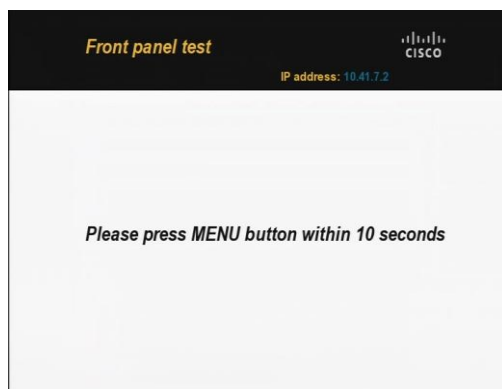 Front panel test
CISCO
IP address: 10.41.7.2
Please press MENU button within 10 seconds